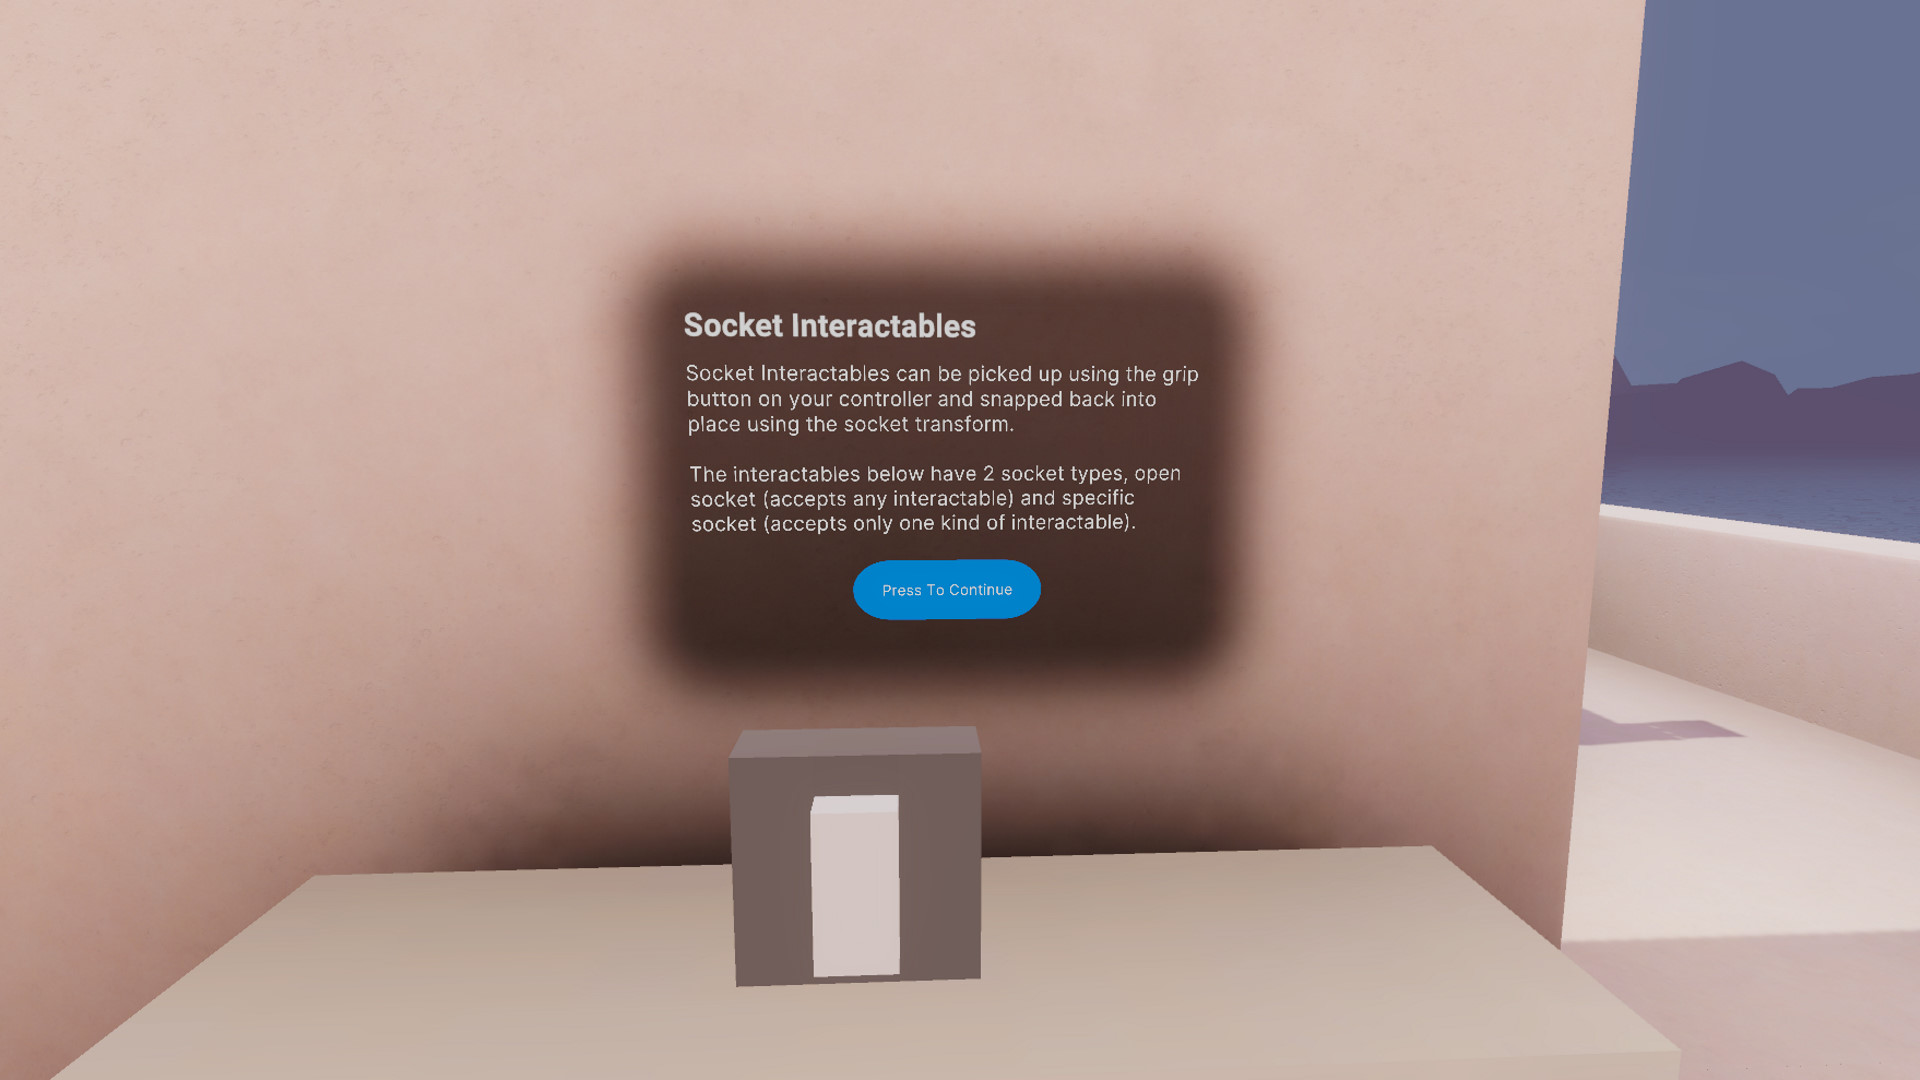 Socket Interactables
Socket Interactables can be picked up using the grip
button on your controller and snapped back into
place using the socket transform.
The interactables below have 2 socket types, open
socket (accepts any interactable) and specific
socket (accepts only one kind of interactable).
Press To Continue